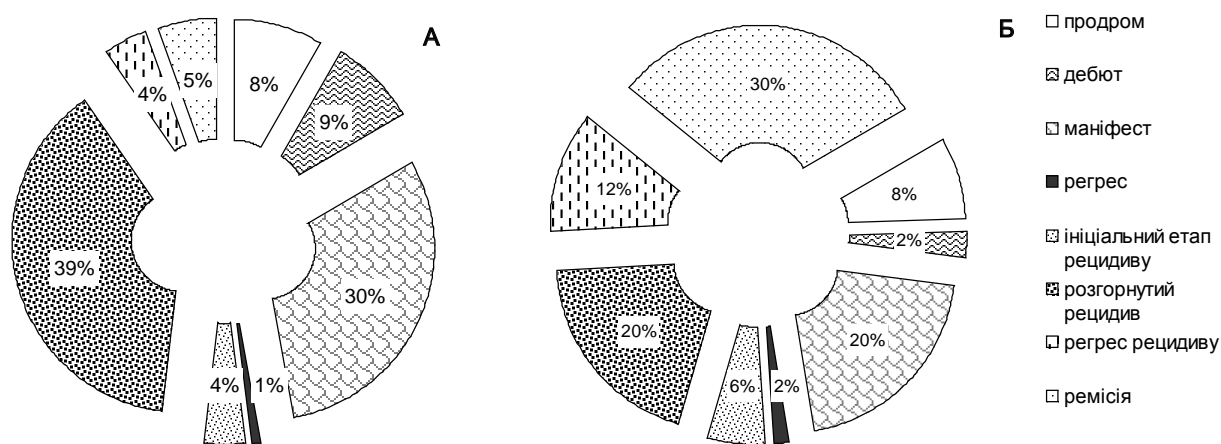 А
8%
9%
30%
1%
4%
39%
4%
5%
Б
30%
8%
2%
20%
2%
6%
20%
12%
продром
дебют
маніфест
регрес
ініціальний етап
рецидиву
розгорнутий
рецидив
регрес рецидиву
ремісія